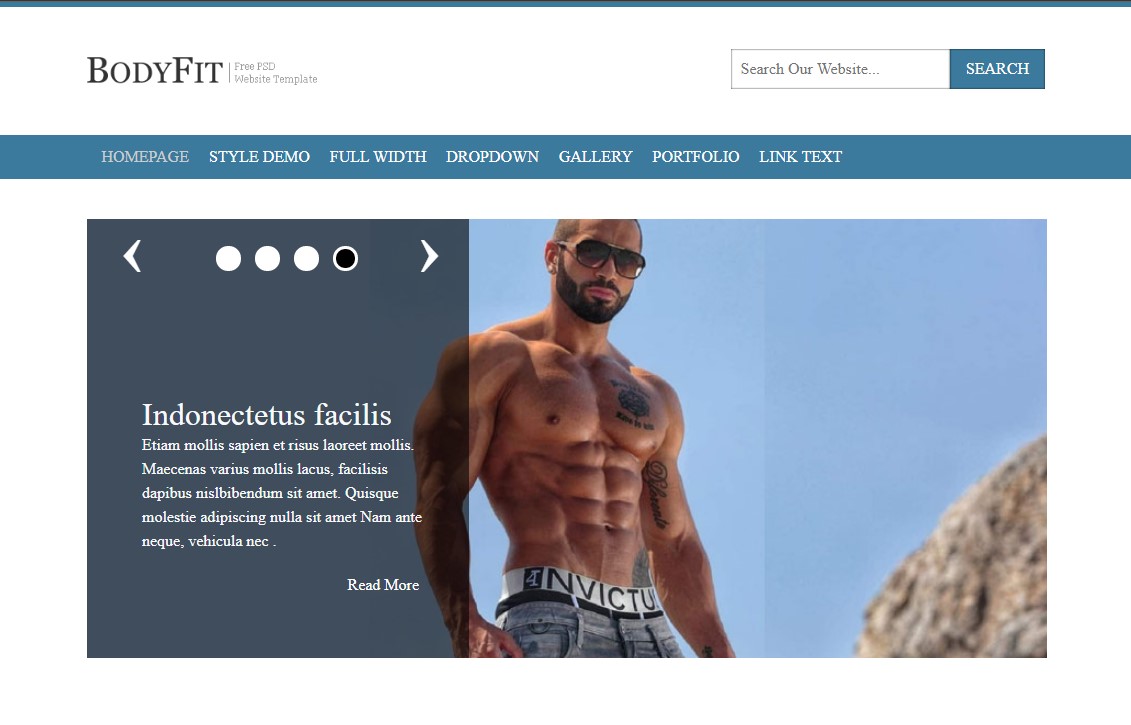 BODYFIT
Free PSD
Website Template
Search Our Website...
SEARCH
HOMEPAGE STYLE DEMO FULL WIDTH DROPDOWN GALLERY PORTFOLIO LINK TEXT
Indonectetus facilis
Etiam mollis sapien et risus laoreet mollis.
Maecenas varius mollis lacus, facilisis
dapibus nislbibendum sit amet. Quisque
molestie adipiscing nulla sit amet Nam ante
neque, vehicula nec .
Read More
INVICTU